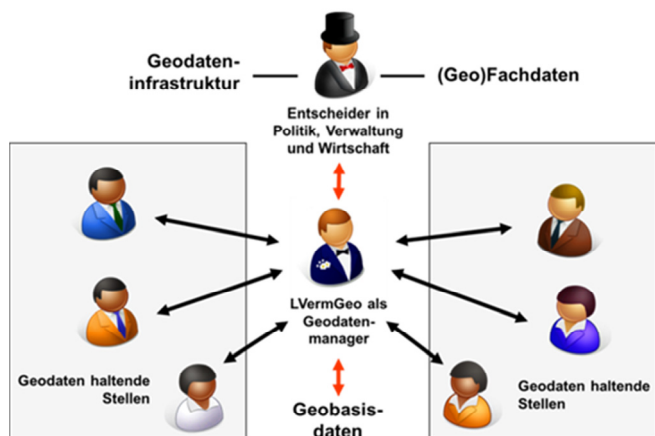 Geodaten-
infrastruktur
(Geo)Fachdaten
Entscheider in
Politik, Verwaltung
und Wirtschaft
LVermGeo als
Geodaten-
manager
Geodaten haltende
Stellen
Geodaten haltende
Stellen
Geobasis-
daten